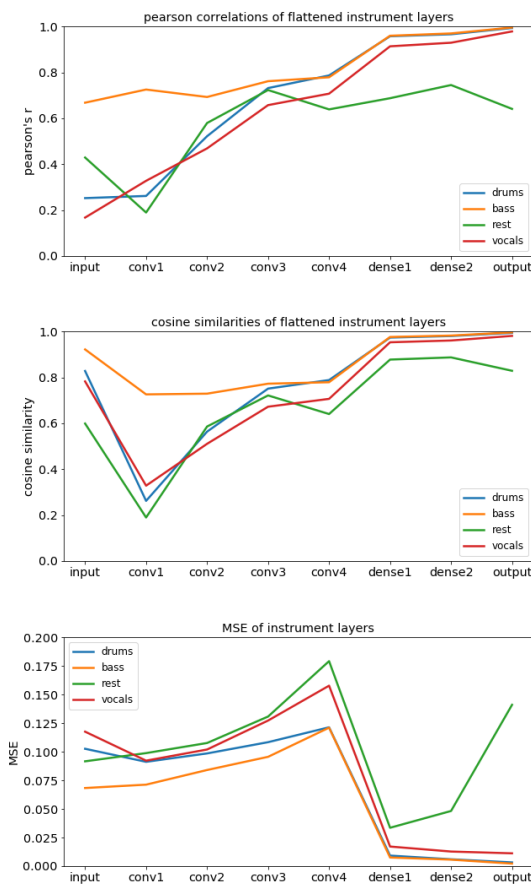 pearson correlations of flattened instrument layers
1.0
0.8
0.6
0.4
0.2
0.0
pearson's r
drums
bass
rest
vocals
input conv1 conv2 conv3 conv4 dense1 dense2 output
cosine similarities of flattened instrument layers
1.0
0.8
0.6
0.4
0.2
0.0
cosine similarity
drums
bass
rest
vocals
input conv1 conv2 conv3 conv4 dense1 dense2 output
MSE of instrument layers
0.200
0.175
0.150
0.125
0.100
0.075
0.050
0.025
0.000
MSE
drums
bass
rest
vocals
input conv1 conv2 conv3 conv4 dense1 dense2 output